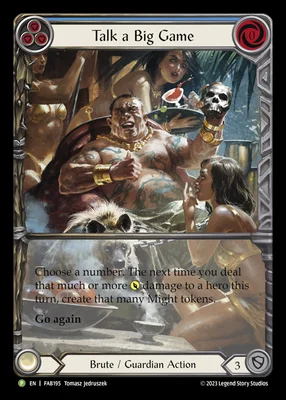 Talk a Big Game
Choose a number. The next time you deal
that much or more damage to a hero this
turn, create that many Might tokens.
Go again
Brute / Guardian Action
3
P EN | FAB195 Tomasz Jedruszek
© 2023 Legend Story Studios